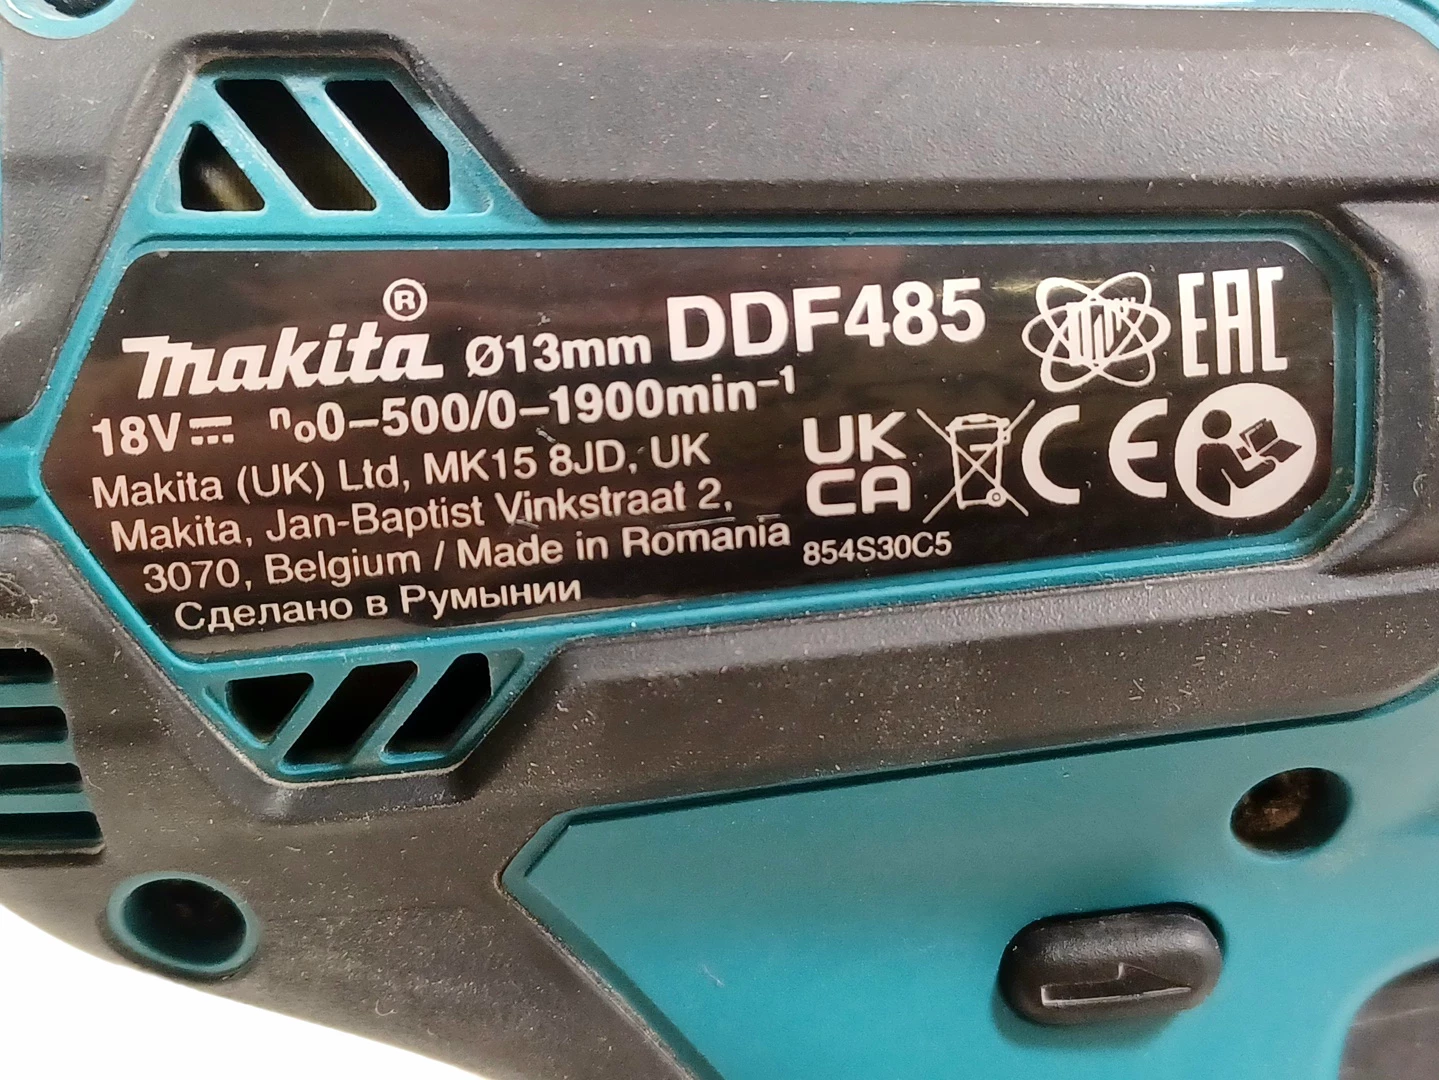 Makita® Ø13mm DDF485 EAC
18V⎓ n₀0–500/0–1900min⁻¹
Makita (UK) Ltd, MK15 8JD, UK
Makita, Jan-Baptist Vinkstraat 2,
3070, Belgium / Made in Romania
Сделано в Румынии
UK
CA
CE
854S30C5